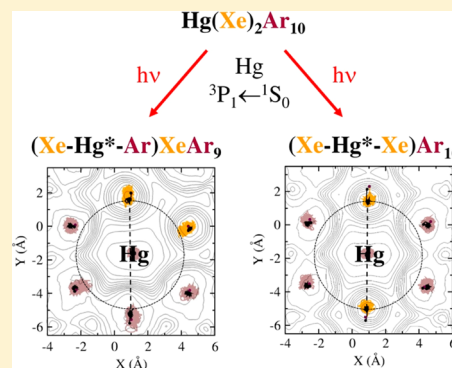 Hg(Xe)₂Ar₁₀
hν Hg hν
³P₁←¹S₀
(Xe-Hg*-Ar)XeAr₉ (Xe-Hg*-Xe)Ar₁
2 2
0 0
-2 -2
-4 -4
-6 -6
Y (Å) Hg Y (Å) Hg
-4 -2 0 2 4 6 -4 -2 0 2 4 6
X (Å) X (Å)